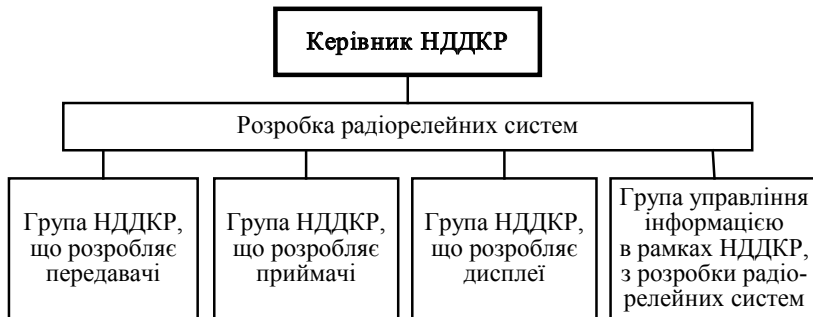 Керівник НДДКР
Розробка радіорелейних систем
Група НДДКР,
що розробляє
передавачі
Група НДДКР,
що розробляє
приймачі
Група НДДКР,
що розробляє
дисплеї
Група управління
інформацією
в рамках НДДКР,
з розробки радіо-
релейних систем